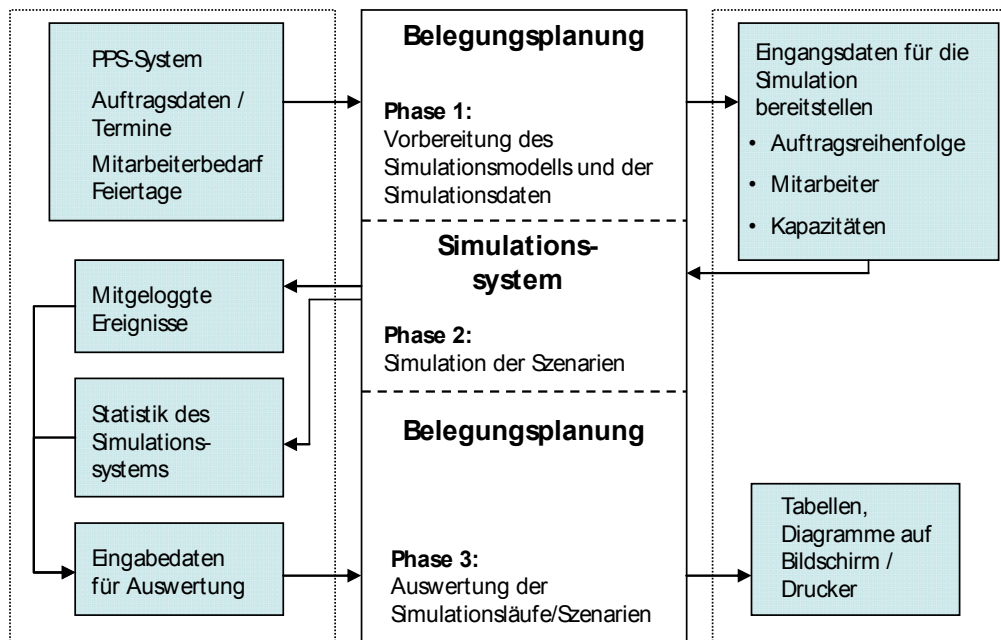 PPS-System
Auftragsdaten /
Termine
Mitarbeiterbedarf
Feiertage
Belegungsplanung
Phase 1:
Vorbereitung des
Simulationsmodells und der
Simulationsdaten
Eingangsdaten für die
Simulation
bereitstellen
• Auftragsreihenfolge
• Mitarbeiter
• Kapazitäten
Simulations-
system
Phase 2:
Simulation der Szenarien
Mitgeloggte
Ereignisse
Statistik des
Simulations-
systems
Eingabedaten
für Auswertung
Belegungsplanung
Phase 3:
Auswertung der
Simulationsläufe/Szenarien
Tabellen,
Diagramme auf
Bildschirm /
Drucker